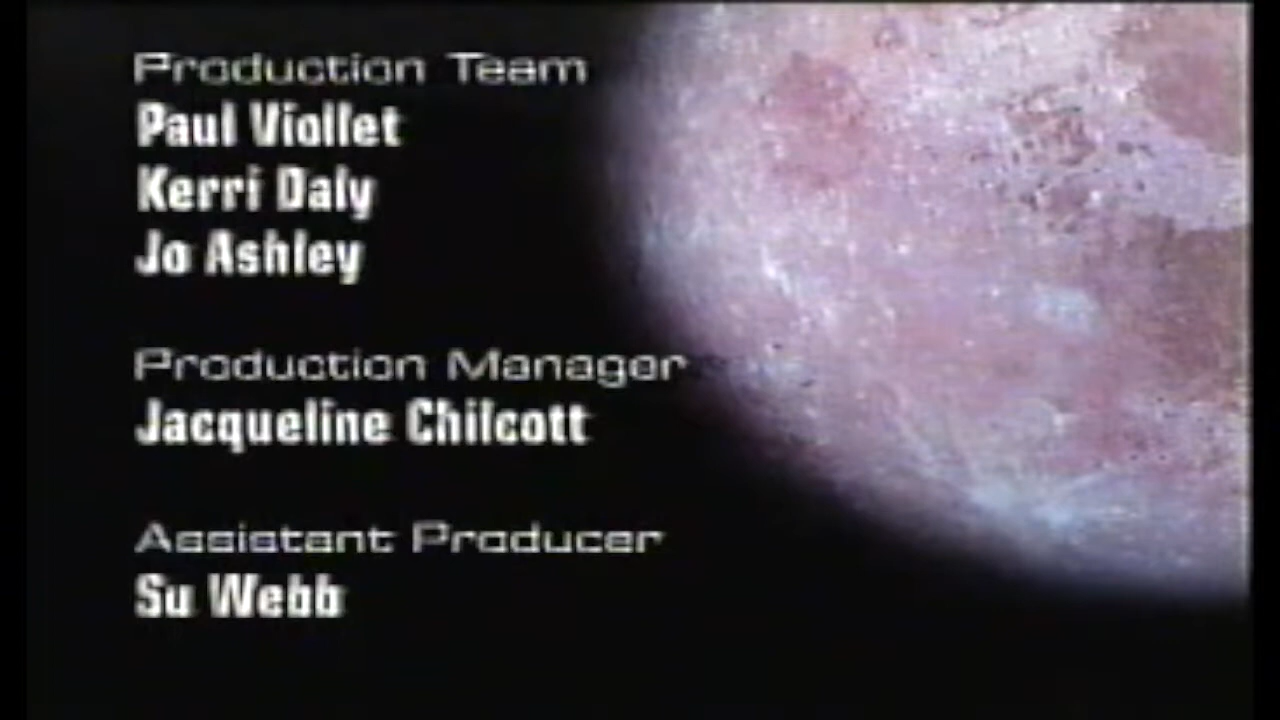 Production Team
Paul Viollet
Kerri Daly
Jo Ashley
Production Manager
Jacqueline Chilcott
Assistant Producer
Su Webb